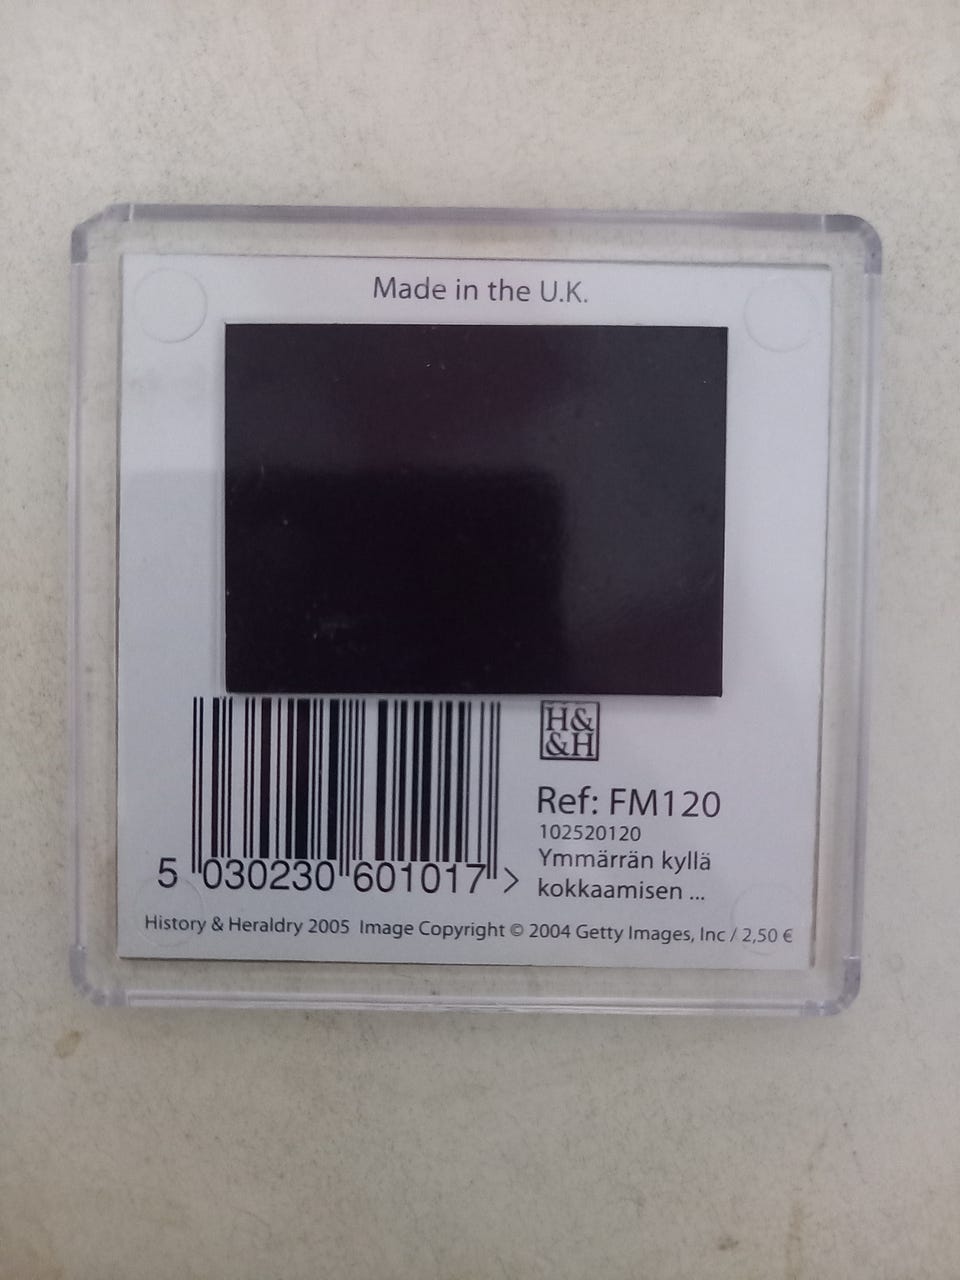 Made in the U.K.
H&
&H
Ref: FM120
102520120
Ymmärrän kyllä
kokkaamisen ...
5 030230 601017 >
History & Heraldry 2005 Image Copyright © 2004 Getty Images, Inc / 2,50 €